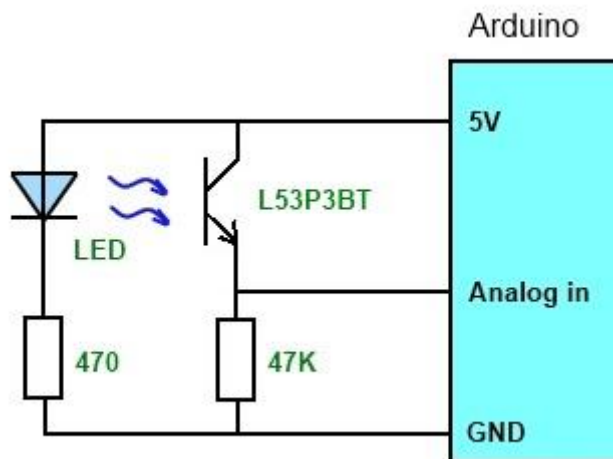 Arduino
5V
L53P3BT
LED
Analog in
470
47K
GND